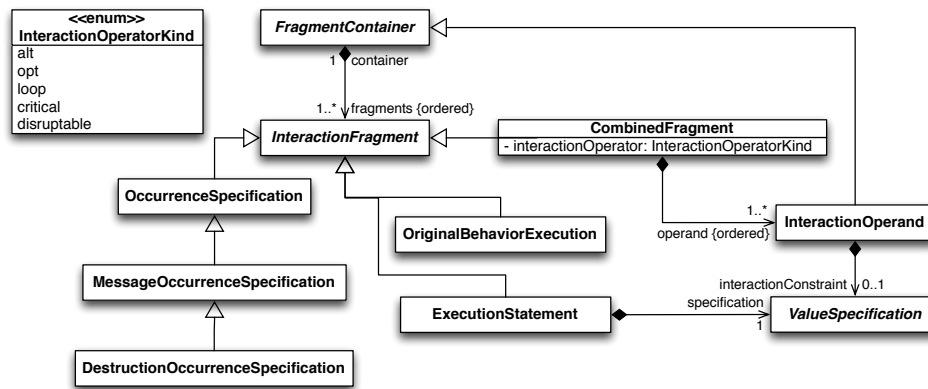 <<enum>>
InteractionOperatorKind
alt
opt
loop
critical
disruptable
FragmentContainer
1 container
1..* fragments {ordered}
InteractionFragment
CombinedFragment
- interactionOperator: InteractionOperatorKind
OccurrenceSpecification
OriginalBehaviorExecution
1..*
operand {ordered}
InteractionOperand
MessageOccurrenceSpecification
interactionConstraint 0..1
specification
1
ExecutionStatement
ValueSpecification
DestructionOccurrenceSpecification